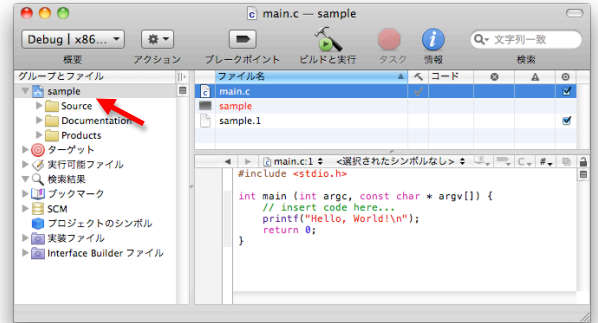 main.c — sample
Debug | x86...
概要
アクション
ブレークポイント
ビルドと実行
タスク
情報
文字列一致
検索
グループとファイル
sample
Source
Documentation
Products
ターゲット
実行可能ファイル
検索結果
ブックマーク
SCM
プロジェクトのシンボル
実装ファイル
Interface Builder ファイル
ファイル名
コード
main.c
sample
sample.1
main.c:1
<選択されたシンボルなし>
C
#
#include <stdio.h>
int main (int argc, const char * argv[]) {
// insert code here...
printf("Hello, World!\n");
return 0;
}